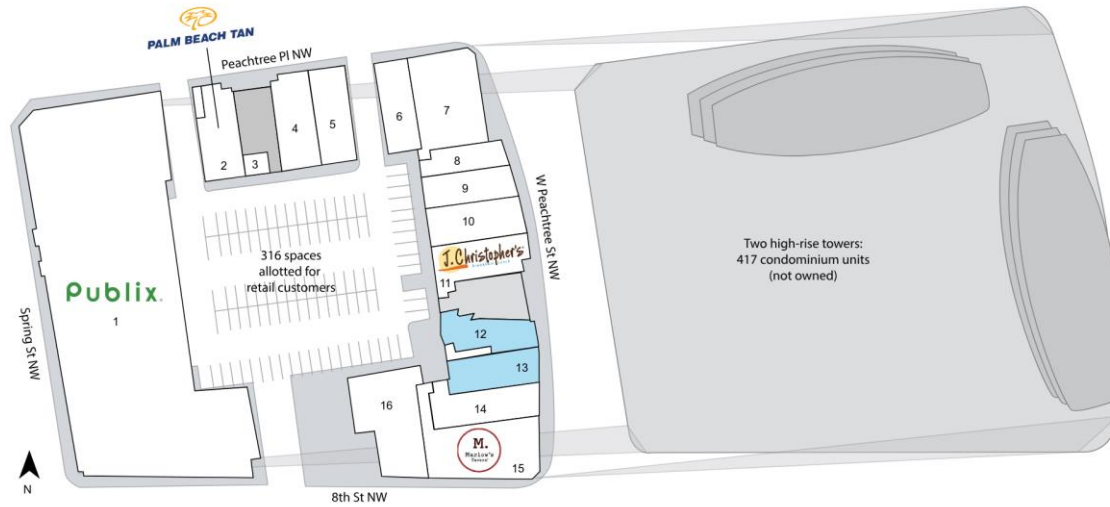 PALM BEACH TAN
Peachtree Pl NW
2
3
4
5
6
7
8
9
10
J. Christopher's
11
12
13
14
M.
Marlow's
Tavern
15
16
W Peachtree St NW
316 spaces
allotted for
retail customers
Publix.
1
Spring St NW
8th St NW
N
Two high-rise towers:
417 condominium units
(not owned)